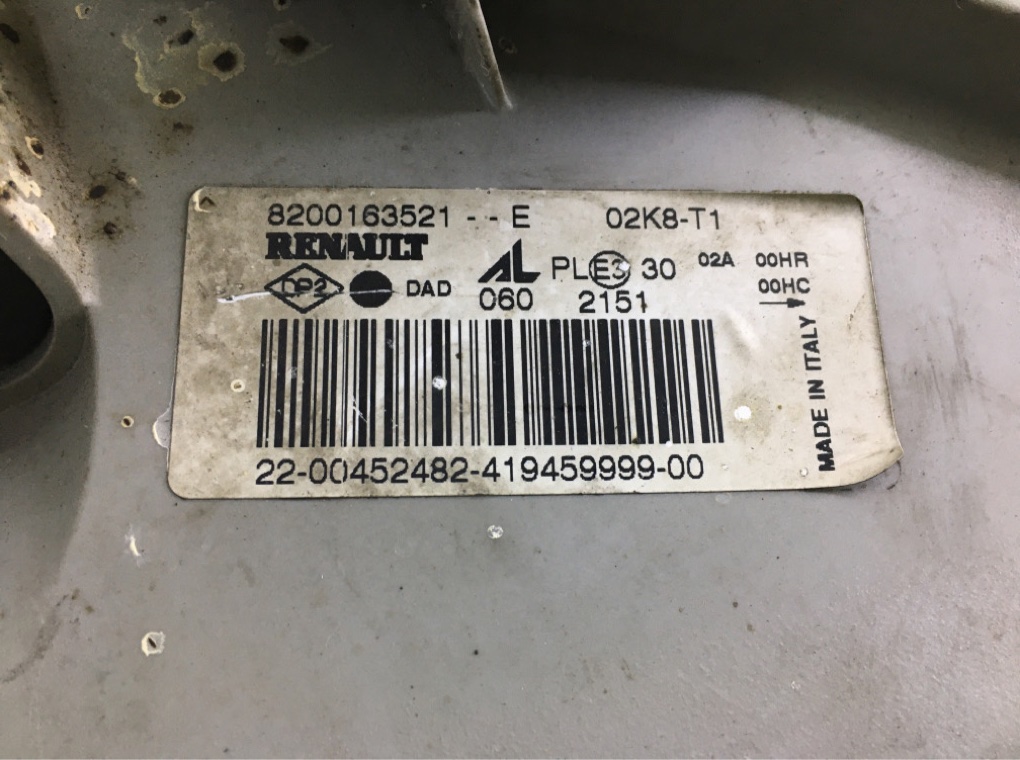 8200163521 - - E 02K8-T1
RENAULT
DP2 DAD AL PL E3 30 02A 00HR
060 2151 00HC
22-00452482-419459999-00
MADE IN ITALY